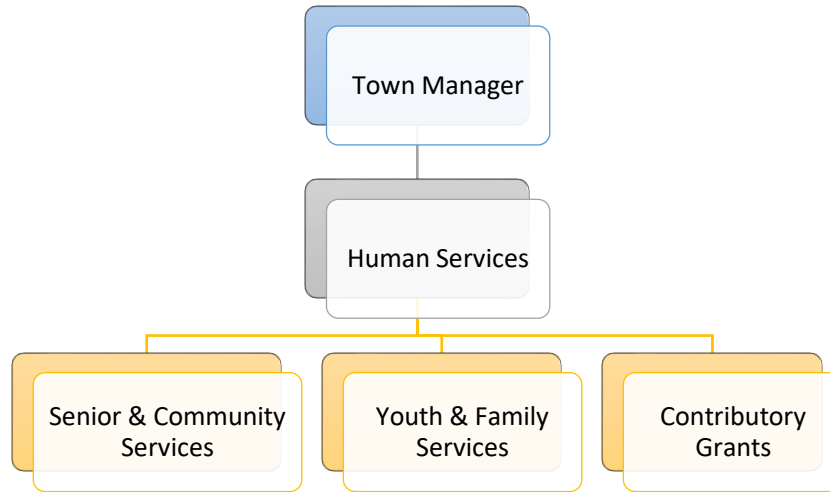 Town Manager
Human Services
Senior & Community
Services
Youth & Family
Services
Contributory
Grants